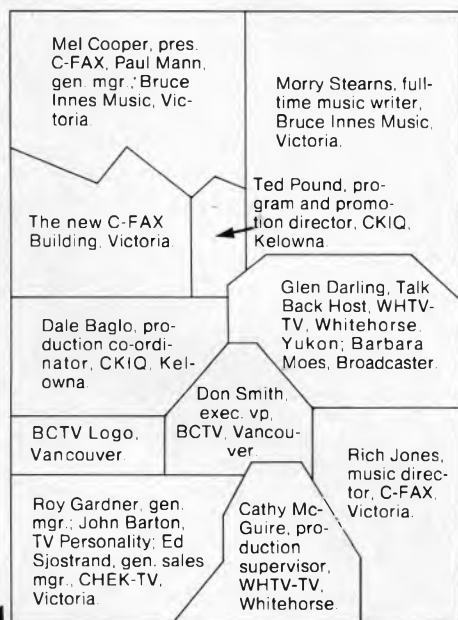 Mel Cooper, pres.
C-FAX, Paul Mann,
gen. mgr.; Bruce
Innes Music, Vic-
toria.
Morry Stearns, full-
time music writer,
Bruce Innes Music,
Victoria.
The new C-FAX
Building, Victoria.
Ted Pound, pro-
gram and promo-
tion director, CKIQ,
Kelowna.
Glen Darling, Talk
Back Host, WHTV-
TV, Whitehorse,
Yukon; Barbara
Moes, Broadcaster.
Dale Baglo, pro-
duction co-ordi-
nator, CKIQ, Kel-
owna.
Don Smith,
exec. vp,
BCTV, Vancou-
ver.
BCTV Logo,
Vancouver.
Rich Jones,
music direc-
tor, C-FAX,
Victoria.
Roy Gardner, gen.
mgr.; John Barton,
TV Personality; Ed
Sjostrand, gen. sales
mgr., CHEK-TV,
Victoria.
Cathy Mc-
Guire, pro-
duction
supervisor,
WHTV-TV,
Whitehorse.